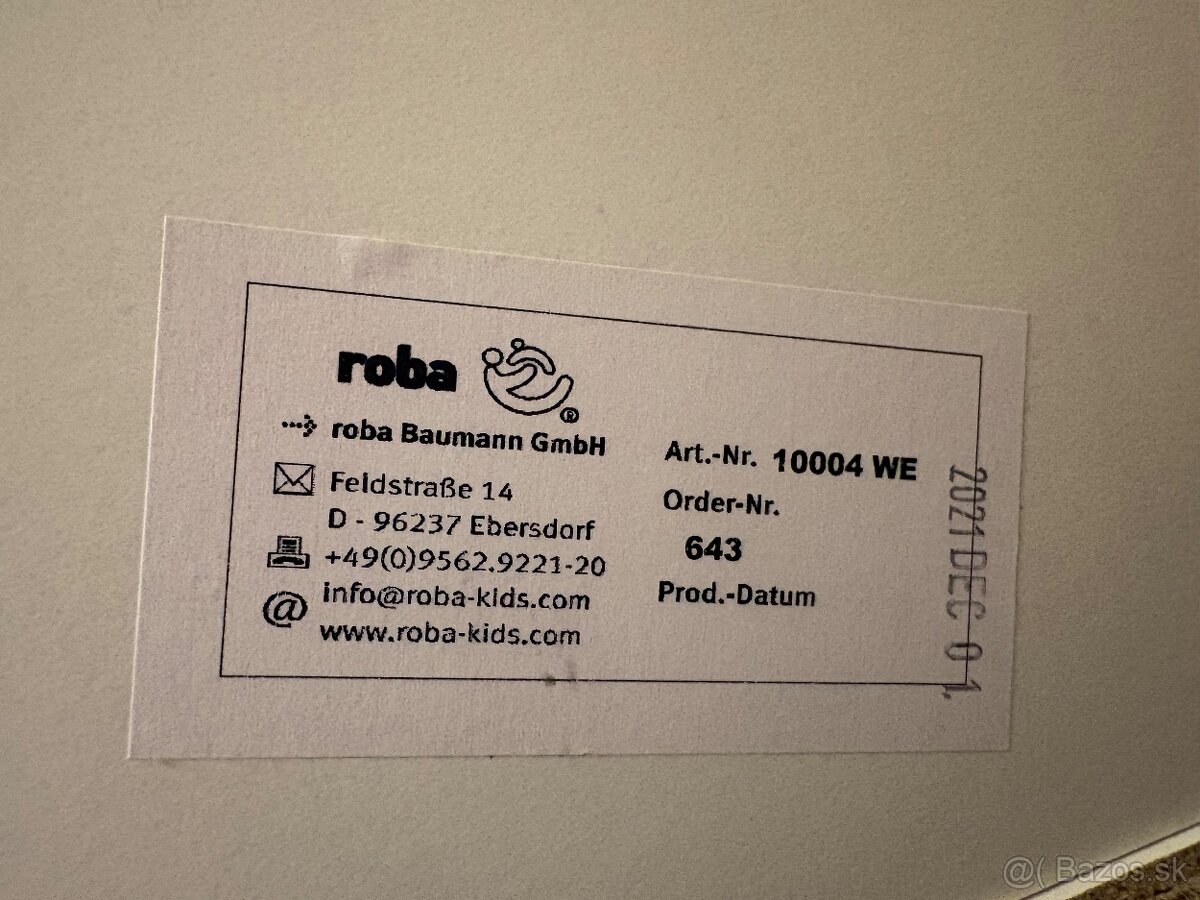 roba
roba Baumann GmbH
Feldstraße 14
D - 96237 Ebersdorf
+49(0)9562.9221-20
info@roba-kids.com
www.roba-kids.com
Art.-Nr. 10004 WE
Order-Nr.
643
Prod.-Datum
2021 DEC 01.
@( Bazos.sk